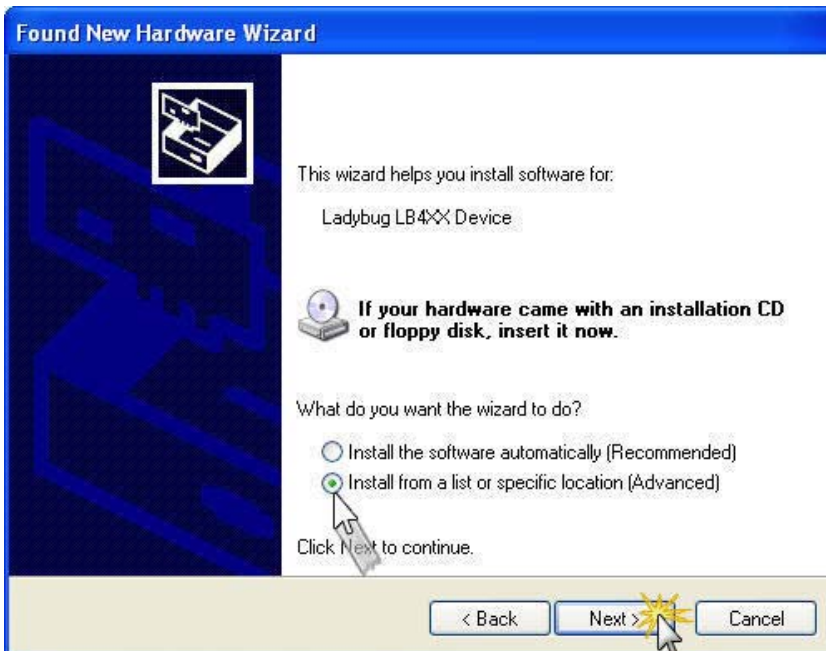 Found New Hardware Wizard
This wizard helps you install software for:
Ladybug LB4XX Device
If your hardware came with an installation CD
or floppy disk, insert it now.
What do you want the wizard to do?
Install the software automatically (Recommended)
Install from a list or specific location (Advanced)
Click Next to continue.
< Back Next > Cancel